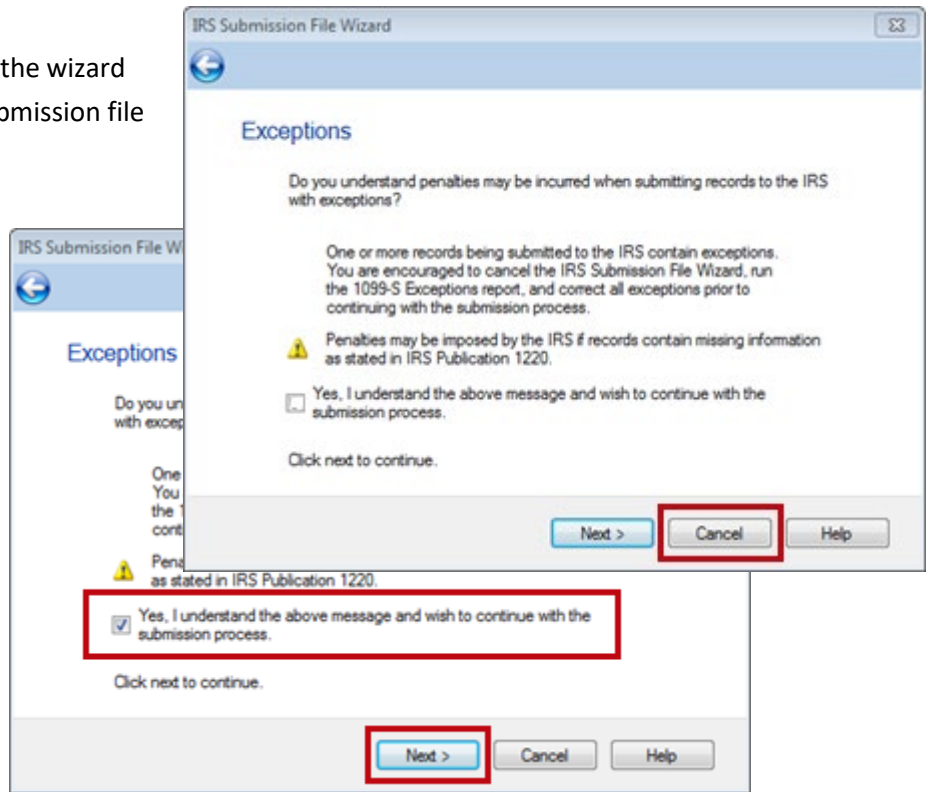 the wizard
bmission file
IRS Submission File Wizard
Exceptions
Do you understand penalties may be incurred when submitting records to the IRS
with exceptions?
One or more records being submitted to the IRS contain exceptions.
You are encouraged to cancel the IRS Submission File Wizard, run
the 1099-S Exceptions report, and correct all exceptions prior to
continuing with the submission process.
Penalties may be imposed by the IRS if records contain missing information
as stated in IRS Publication 1220.
Yes, I understand the above message and wish to continue with the
submission process.
Click next to continue.
Next > Cancel Help
IRS Submission File W
Exceptions
Do you un
with excep
One
You
the 1
cont
Pena
as stated in IRS Publication 1220.
Yes, I understand the above message and wish to continue with the
submission process.
Click next to continue.
Next > Cancel Help